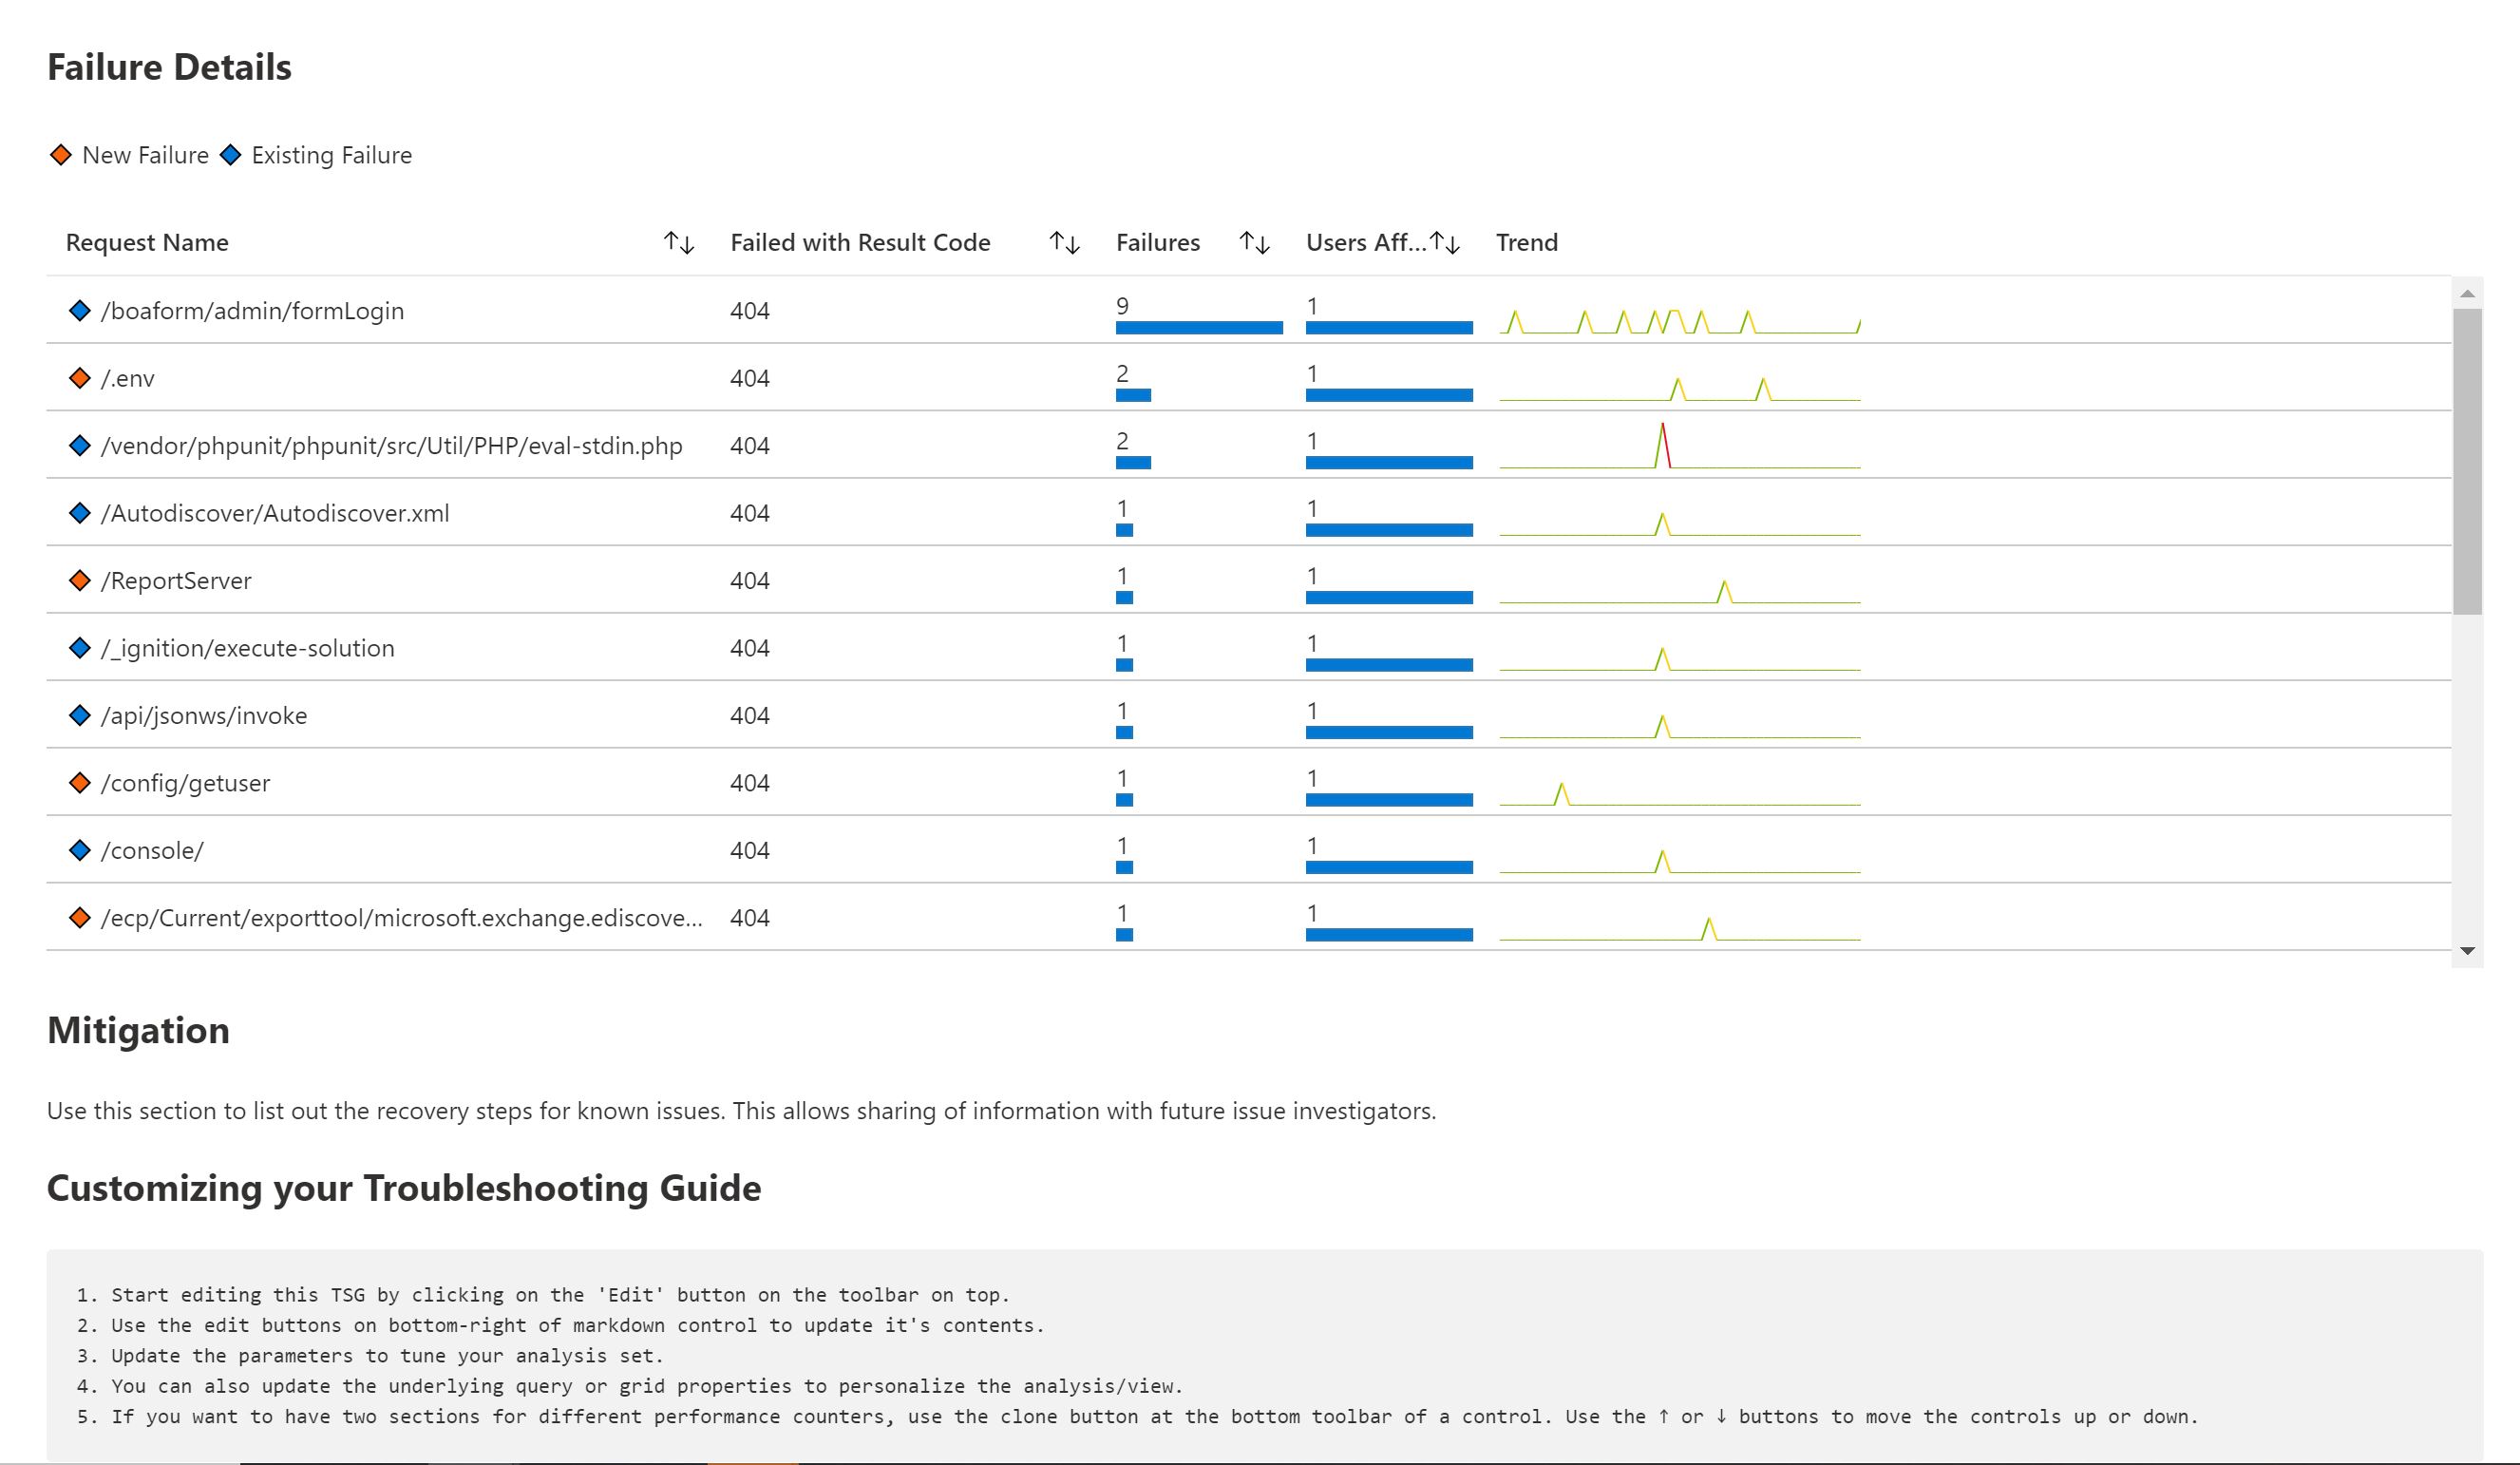 Failure Details
New Failure Existing Failure
Request Name ↑↓ Failed with Result Code ↑↓ Failures ↑↓ Users Aff...↑↓ Trend
/boaform/admin/formLogin 404 9 1
/.env 404 2 1
/vendor/phpunit/phpunit/src/Util/PHP/eval-stdin.php 404 2 1
/Autodiscover/Autodiscover.xml 404 1 1
/ReportServer 404 1 1
/_ignition/execute-solution 404 1 1
/api/jsonws/invoke 404 1 1
/config/getuser 404 1 1
/console/ 404 1 1
/ecp/Current/exporttool/microsoft.exchange.ediscove... 404 1 1
Mitigation
Use this section to list out the recovery steps for known issues. This allows sharing of information with future issue investigators.
Customizing your Troubleshooting Guide
1. Start editing this TSG by clicking on the 'Edit' button on the toolbar on top.
2. Use the edit buttons on bottom-right of markdown control to update it's contents.
3. Update the parameters to tune your analysis set.
4. You can also update the underlying query or grid properties to personalize the analysis/view.
5. If you want to have two sections for different performance counters, use the clone button at the bottom toolbar of a control. Use the ↑ or ↓ buttons to move the controls up or down.